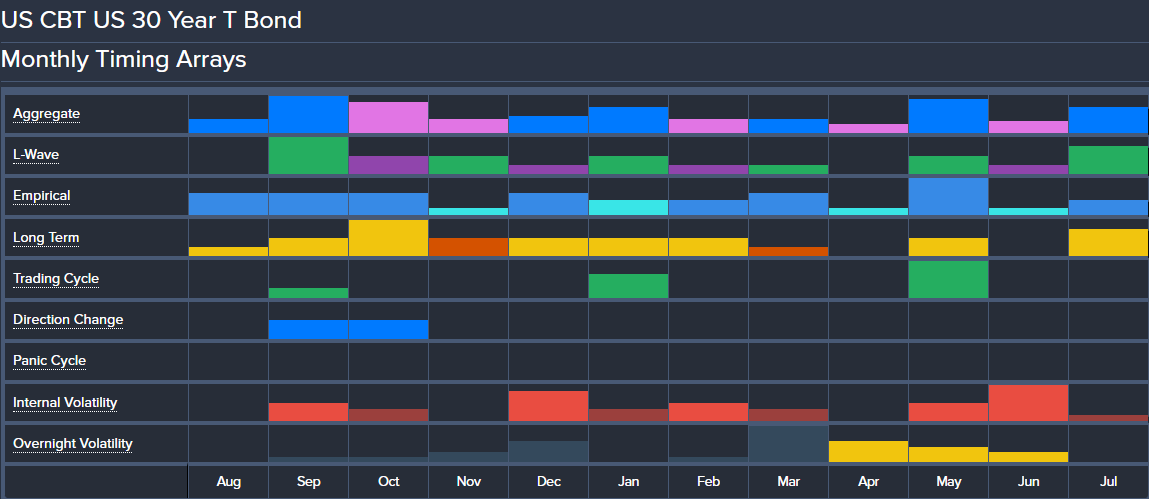 US CBT US 30 Year T Bond
Monthly Timing Arrays
Aggregate
L-Wave
Empirical
Long Term
Trading Cycle
Direction Change
Panic Cycle
Internal Volatility
Overnight Volatility
Aug Sep Oct Nov Dec Jan Feb Mar Apr May Jun Jul